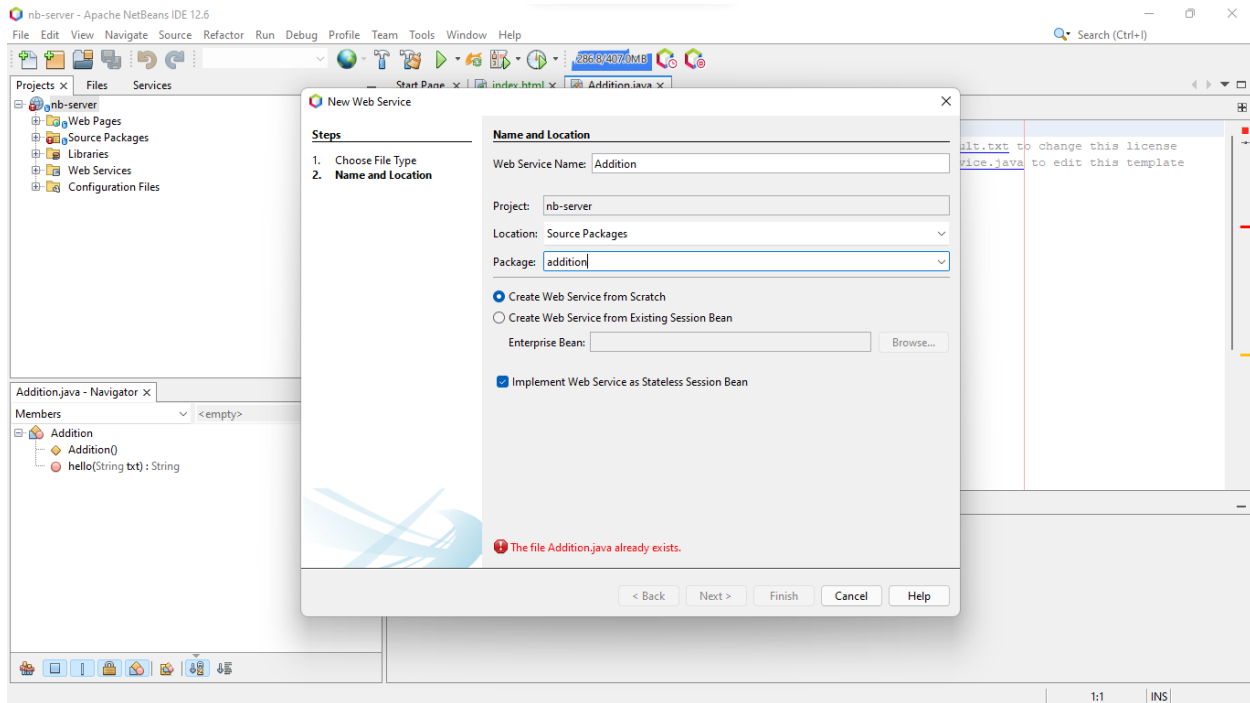 nb-server - Apache NetBeans IDE 12.6
File Edit View Navigate Source Refactor Run Debug Profile Team Tools Window Help
Search (Ctrl+I)
286.8/407.0MB
Projects Files Services
Start Page index.html Addition.java
nb-server
Web Pages
Source Packages
Libraries
Web Services
Configuration Files
New Web Service
Steps
1. Choose File Type
2. Name and Location
Name and Location
Web Service Name: Addition
Project: nb-server
Location: Source Packages
Package: addition
Create Web Service from Scratch
Create Web Service from Existing Session Bean
Enterprise Bean:
Browse...
Implement Web Service as Stateless Session Bean
The file Addition.java already exists.
< Back Next > Finish Cancel Help
ult.txt to change this license
vice.java to edit this template
Addition.java - Navigator
Members <empty>
Addition
Addition()
hello(String txt) : String
1:1 INS